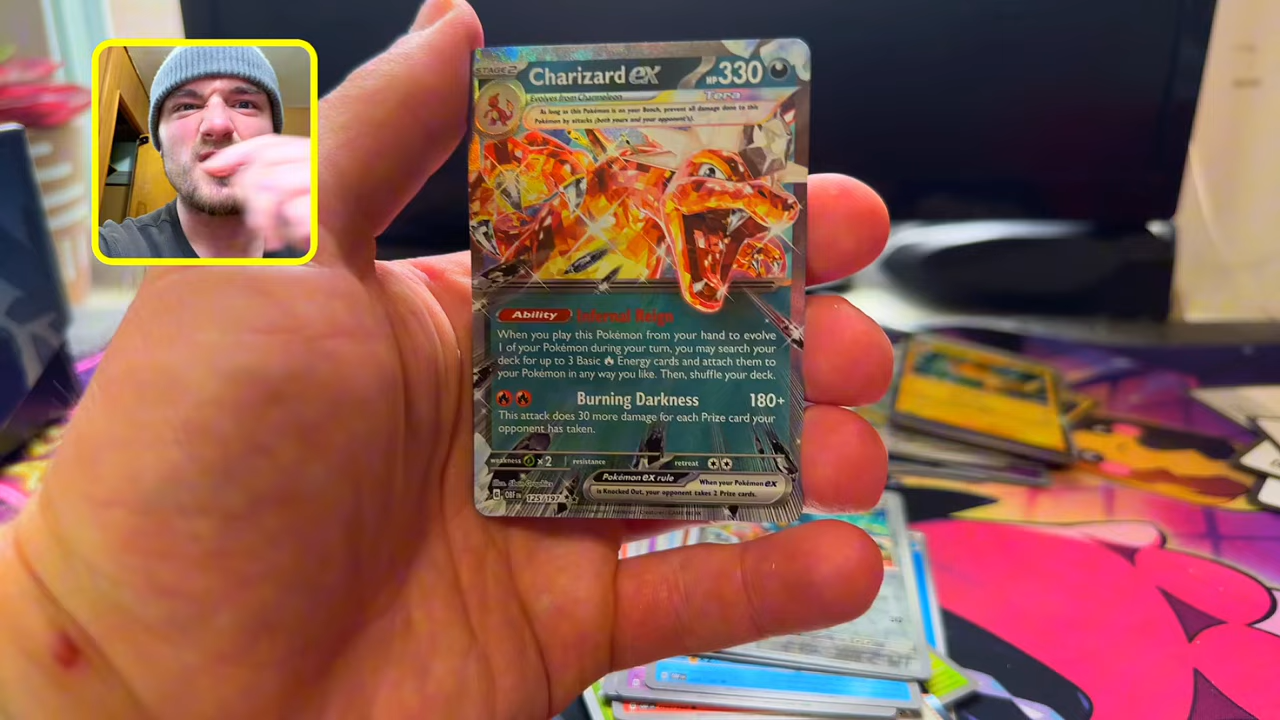 STAGE 2 Charizard ex HP 330
Evolves from Charmeleon Tera
As long as this Pokémon is on your Bench, prevent all damage done to this
Pokémon by attacks (both yours and your opponent's).
Ability Infernal Reign
When you play this Pokémon from your hand to evolve
1 of your Pokémon during your turn, you may search your
deck for up to 3 Basic Energy cards and attach them to
your Pokémon in any way you like. Then, shuffle your deck.
Burning Darkness 180+
This attack does 30 more damage for each Prize card your
opponent has taken.
weakness ×2 resistance retreat
Pokémon ex rule When your Pokémon ex
is Knocked Out, your opponent takes 2 Prize cards.
G OBF EN 125/197